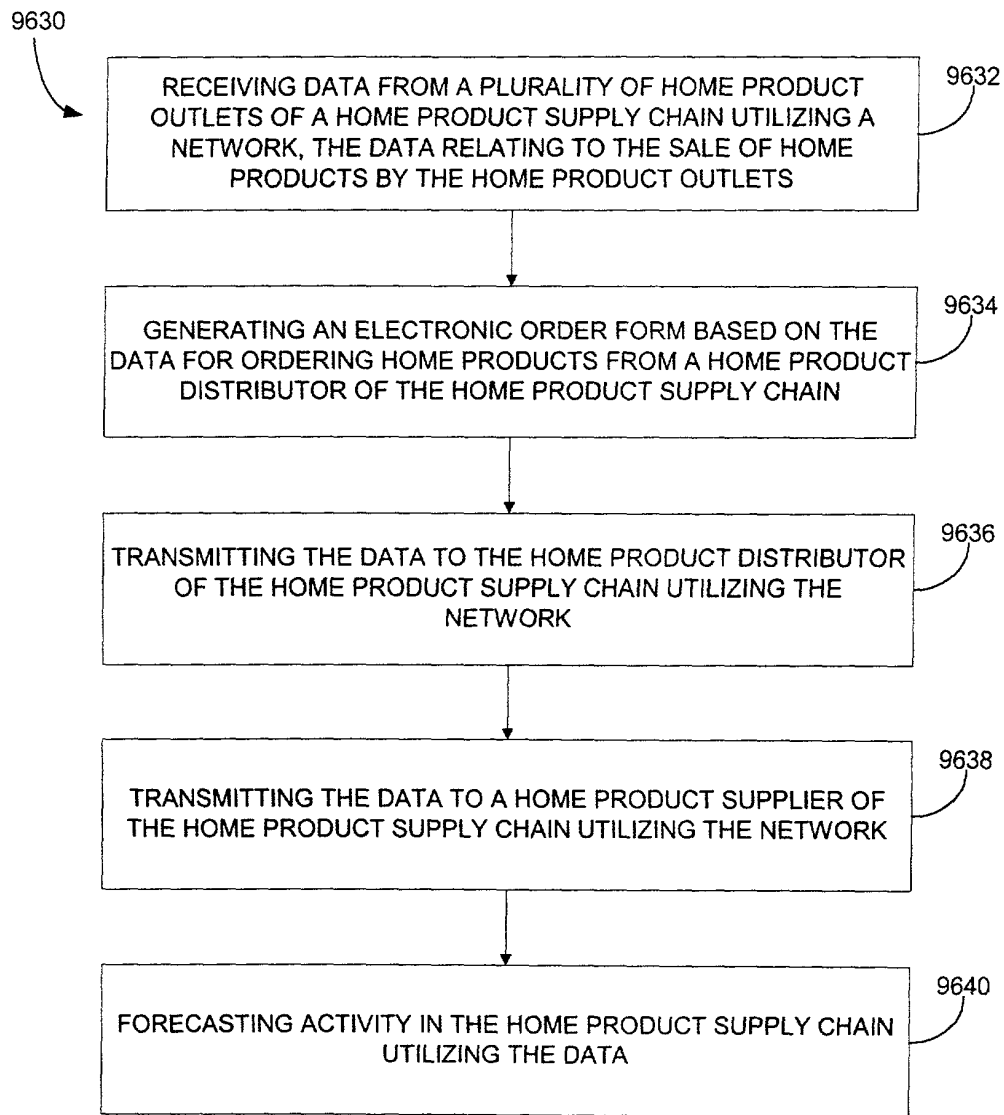 9630
RECEIVING DATA FROM A PLURALITY OF HOME PRODUCT
OUTLETS OF A HOME PRODUCT SUPPLY CHAIN UTILIZING A
NETWORK, THE DATA RELATING TO THE SALE OF HOME
PRODUCTS BY THE HOME PRODUCT OUTLETS
9632
GENERATING AN ELECTRONIC ORDER FORM BASED ON THE
DATA FOR ORDERING HOME PRODUCTS FROM A HOME PRODUCT
DISTRIBUTOR OF THE HOME PRODUCT SUPPLY CHAIN
9634
TRANSMITTING THE DATA TO THE HOME PRODUCT DISTRIBUTOR
OF THE HOME PRODUCT SUPPLY CHAIN UTILIZING THE
NETWORK
9636
TRANSMITTING THE DATA TO A HOME PRODUCT SUPPLIER OF
THE HOME PRODUCT SUPPLY CHAIN UTILIZING THE NETWORK
9638
FORECASTING ACTIVITY IN THE HOME PRODUCT SUPPLY CHAIN
UTILIZING THE DATA
9640